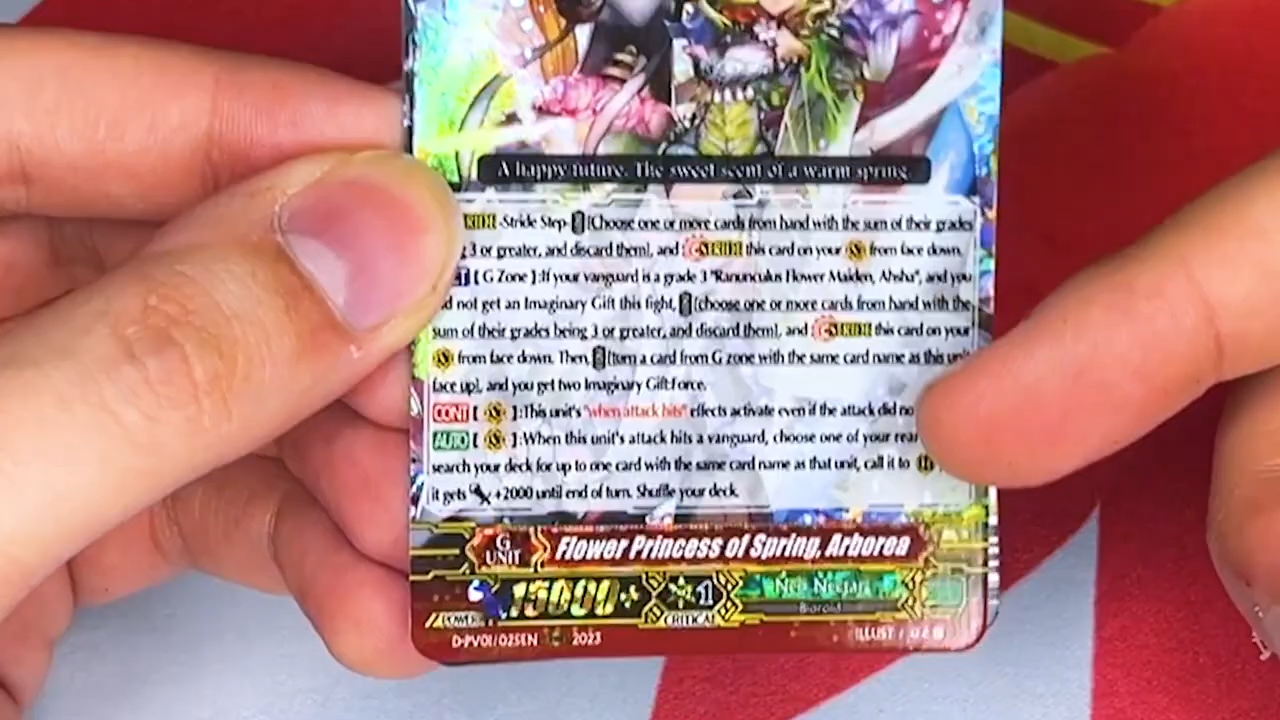 A happy future. The sweet scent of a warm spring.
RIDE -Stride Step- [Choose one or more cards from hand with the sum of their grades
3 or greater, and discard them], and G-STRIDE this card on your from face down.
[G Zone]:If your vanguard is a grade 3 "Ranunculus Flower Maiden, Ahsha", and you
not get an Imaginary Gift this fight, [choose one or more cards from hand with the
sum of their grades being 3 or greater, and discard them], and G-STRIDE this card on your
from face down. Then, [turn a card from G zone with the same card name as this unit
face up], and you get two Imaginary Gift:Force.
CONT [ ]:This unit's "when attack hits" effects activate even if the attack did no
AUTO [ ]:When this unit's attack hits a vanguard, choose one of your rear
search your deck for up to one card with the same card name as that unit, call it to
it gets +2000 until end of turn. Shuffle your deck.
G UNIT Flower Princess of Spring, Arborea
POWER 15000+ 1 CRITICAL Neo Nectar
Bioroid
D-PV01/025EN 2023 ILLUST /